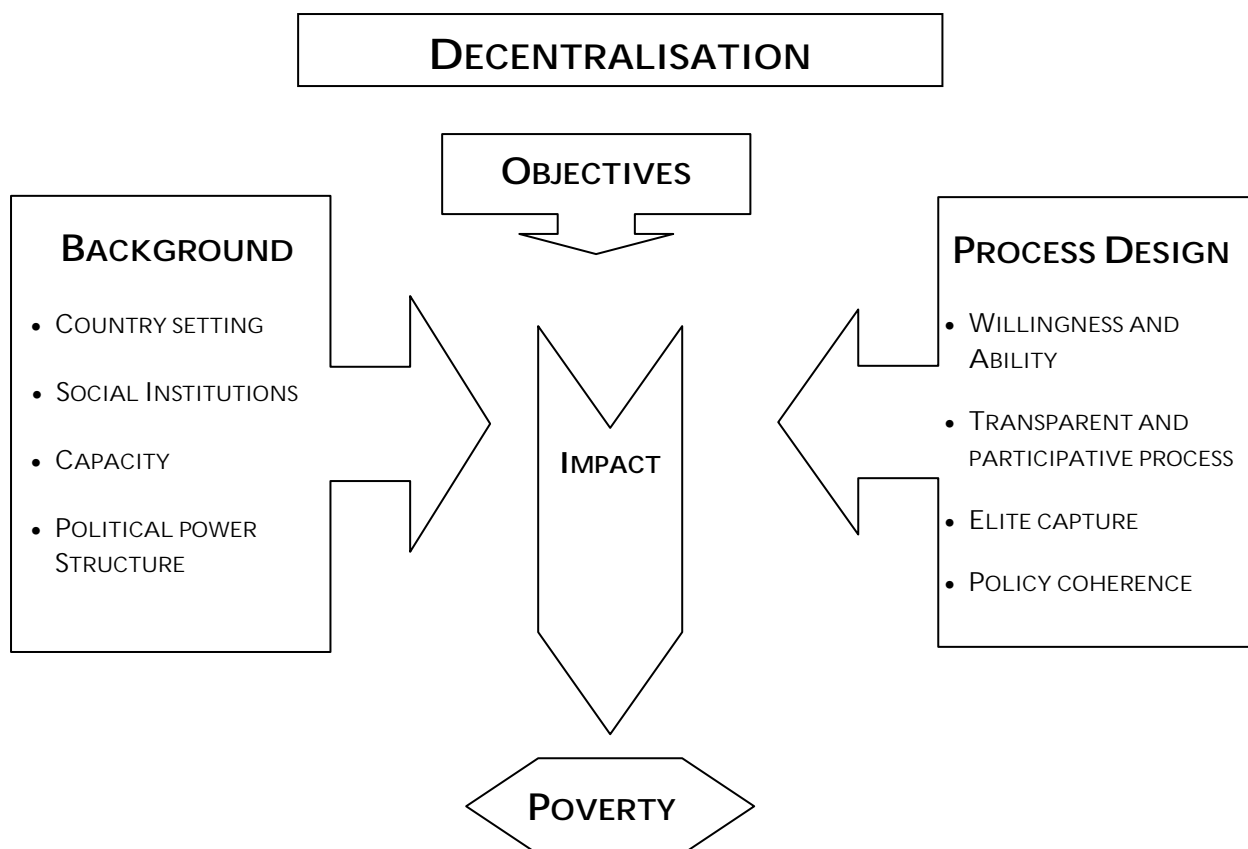 DECENTRALISATION
OBJECTIVES
BACKGROUND
• COUNTRY SETTING
• SOCIAL INSTITUTIONS
• CAPACITY
• POLITICAL POWER
STRUCTURE
IMPACT
PROCESS DESIGN
• WILLINGNESS AND
ABILITY
• TRANSPARENT AND
PARTICIPATIVE PROCESS
• ELITE CAPTURE
• POLICY COHERENCE
POVERTY